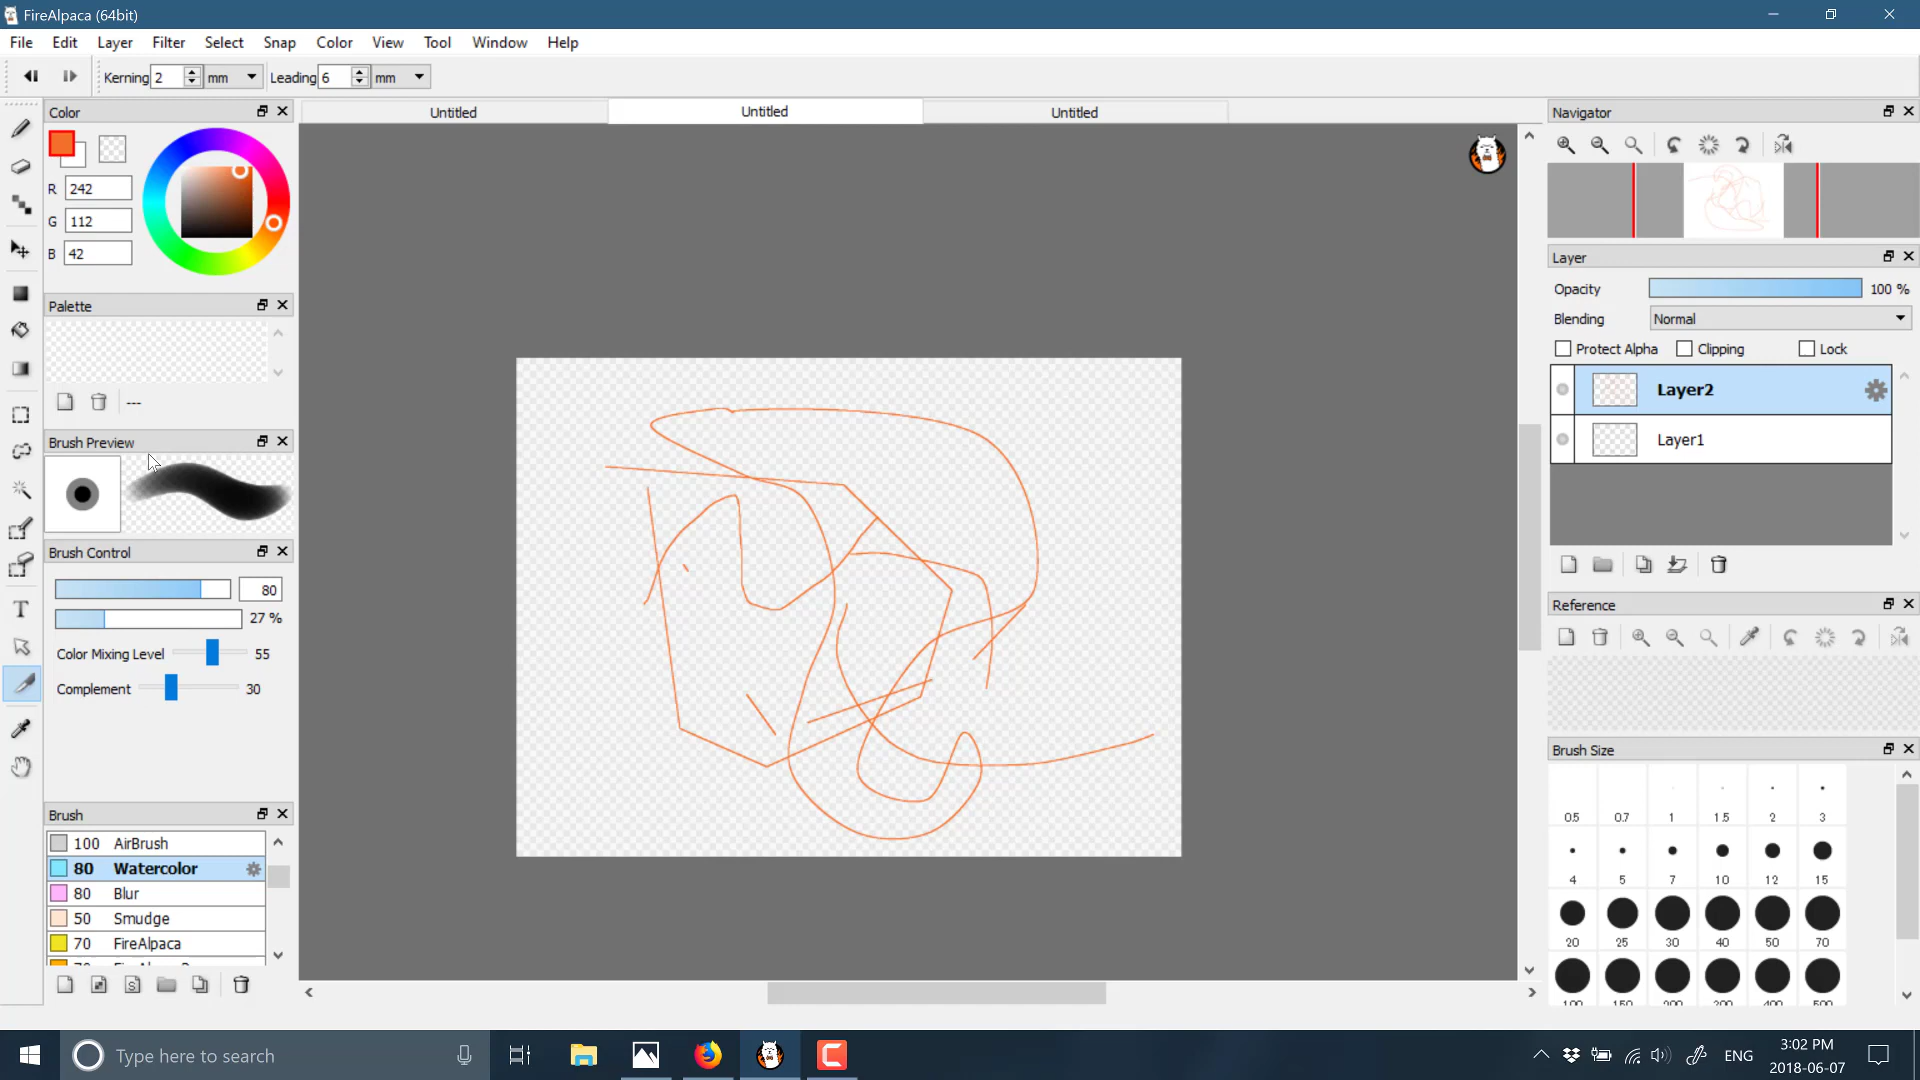 FireAlpaca (64bit)
File Edit Layer Filter Select Snap Color View Tool Window Help
Kerning 2 mm Leading 6 mm
Color
R 242
G 112
B 42
Palette
---
Brush Preview
Brush Control
80
27 %
Color Mixing Level 55
Complement 30
Brush
100 AirBrush
80 Watercolor
80 Blur
50 Smudge
70 FireAlpaca
T
S
Untitled Untitled Untitled
Navigator
Layer
Opacity 100 %
Blending Normal
Protect Alpha Clipping Lock
Layer2
Layer1
Reference
Brush Size
0.5 0.7 1 1.5 2 3
4 5 7 10 12 15
20 25 30 40 50 70
Type here to search
ENG
3:02 PM
2018-06-07